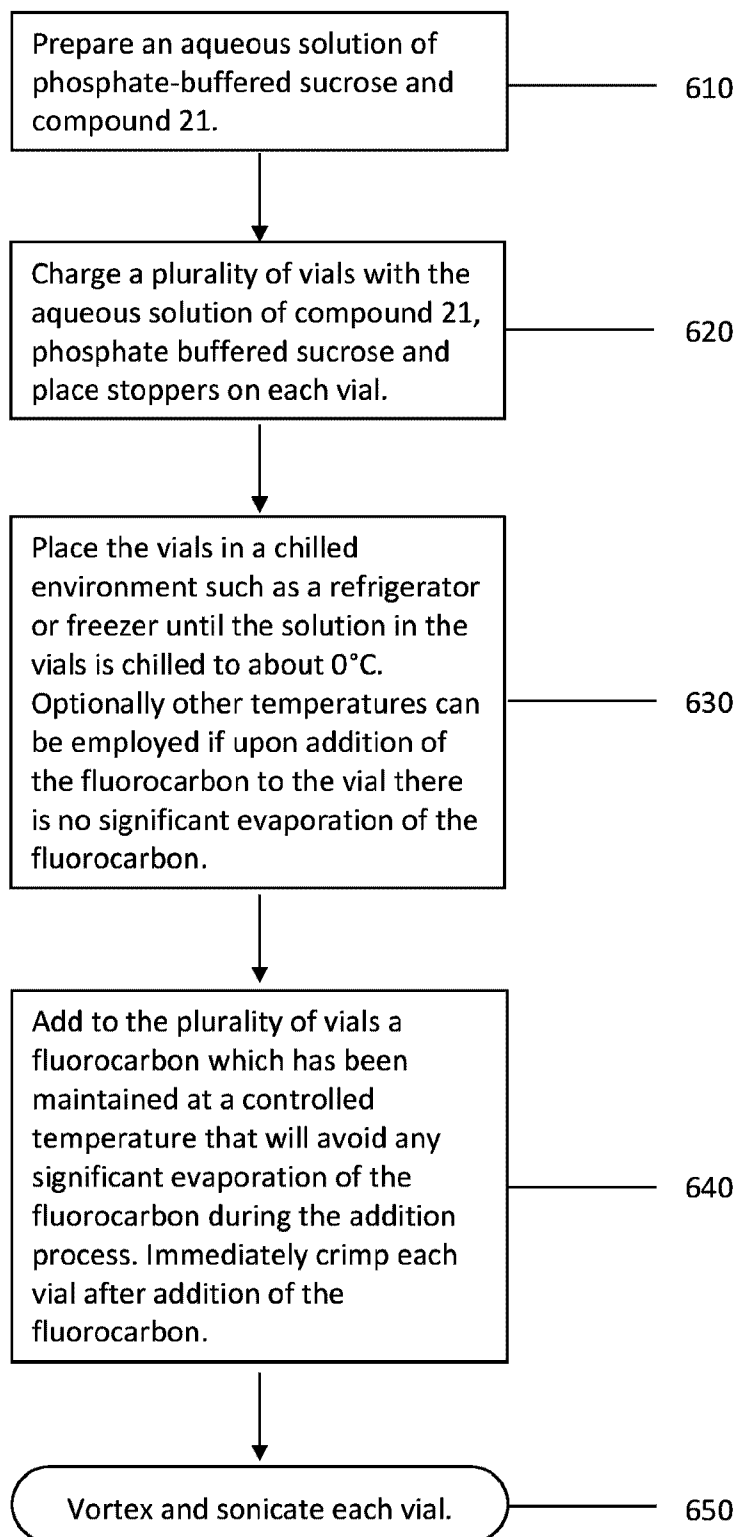 Prepare an aqueous solution of
phosphate-buffered sucrose and
compound 21.
610
Charge a plurality of vials with the
aqueous solution of compound 21,
phosphate buffered sucrose and
place stoppers on each vial.
620
Place the vials in a chilled
environment such as a refrigerator
or freezer until the solution in the
vials is chilled to about 0°C.
Optionally other temperatures can
be employed if upon addition of
the fluorocarbon to the vial there
is no significant evaporation of the
fluorocarbon.
630
Add to the plurality of vials a
fluorocarbon which has been
maintained at a controlled
temperature that will avoid any
significant evaporation of the
fluorocarbon during the addition
process. Immediately crimp each
vial after addition of the
fluorocarbon.
640
Vortex and sonicate each vial.
650